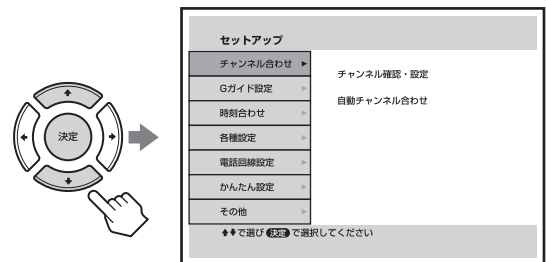 決定
セットアップ
チャンネル合わせ
Gガイド設定
時刻合わせ
各種設定
電話回線設定
かんたん設定
その他
チャンネル確認・設定
自動チャンネル合わせ
で選び 決定 で選択してください